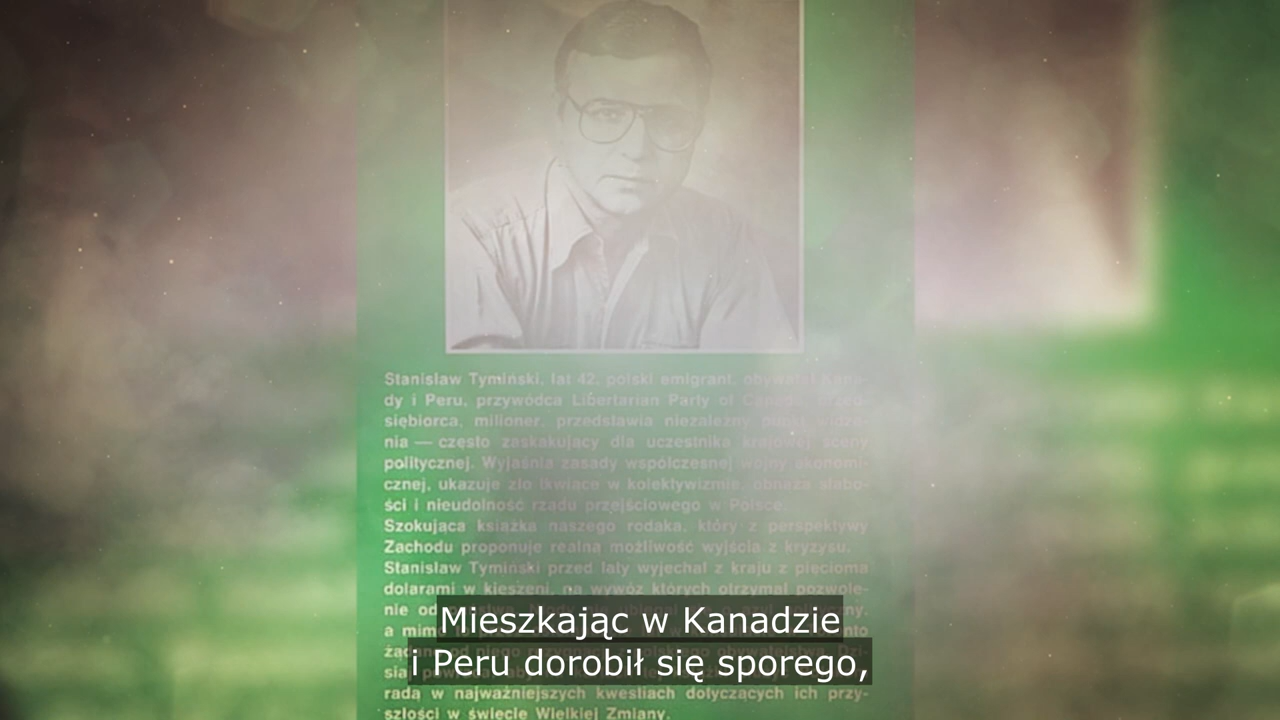 Stanisław Tymiński, lat 42, polski emigrant, obywatel Kana-
dy i Peru, przywódca Libertarian Party of Canada, przed-
siębiorca, milioner, przedstawia niezależny punkt widze-
nia — często zaskakujący dla uczestnika krajowej sceny
politycznej. Wyjaśnia zasady współczesnej wojny ekonomi-
cznej, ukazuje zło tkwiące w kolektywizmie, obnaża słabo-
ści i nieudolność rządu przejściowego w Polsce.
Szokująca książka naszego rodaka, który z perspektywy
Zachodu proponuje realną możliwość wyjścia z kryzysu.
Stanisław Tymiński przed laty wyjechał z kraju z pięcioma
dolarami w kieszeni, na wywóz których otrzymał pozwole-
nie od
a mim
radą w najważniejszych kwestiach dotyczących ich przy-
szłości w świecie Wielkiej Zmiany.
Mieszkając w Kanadzie
i Peru dorobił się sporego,